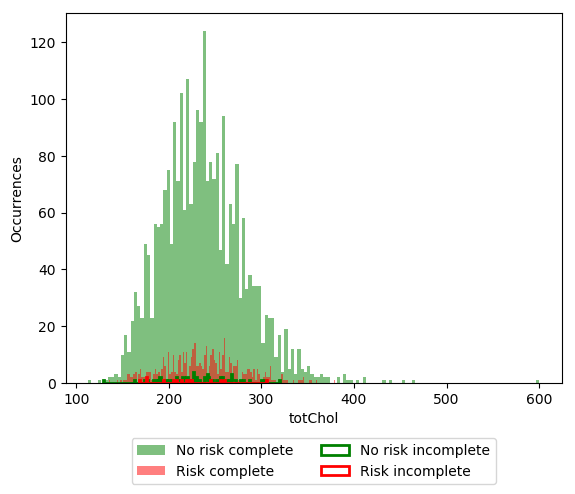 120
100
80
60
40
20
0
Occurrences
100 200 300 400 500 600
totChol
No risk complete No risk incomplete
Risk complete Risk incomplete